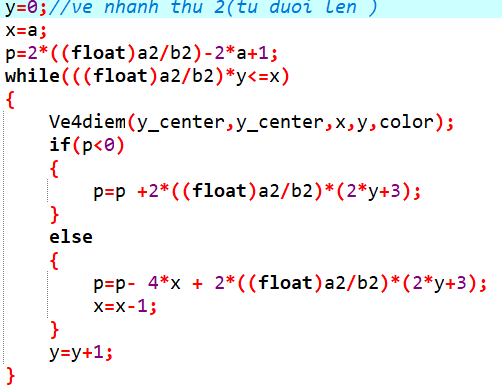 y=0;//ve nhanh thu 2(tu duoi len )
x=a;
p=2*((float)a2/b2)-2*a+1;
while(((float)a2/b2)*y<=x)
{
Ve4diem(y_center,y_center,x,y,color);
if(p<0)
{
p=p +2*((float)a2/b2)*(2*y+3);
}
else
{
p=p- 4*x + 2*((float)a2/b2)*(2*y+3);
x=x-1;
}
y=y+1;
}